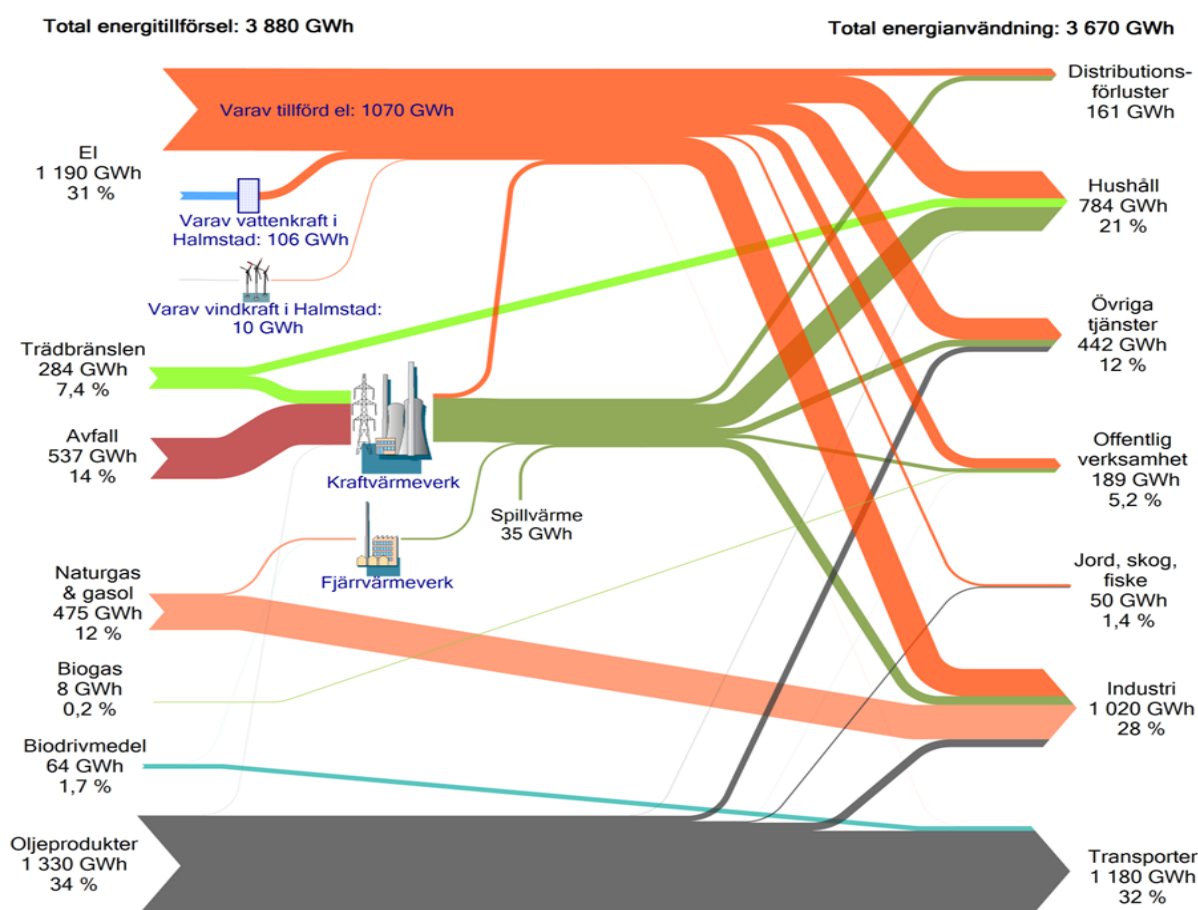 Total energitillförsel: 3 880 GWh
Total energianvändning: 3 670 GWh
Varav tillförd el: 1070 GWh
El
1 190 GWh
31 %
Varav vattenkraft i
Halmstad: 106 GWh
Varav vindkraft i Halmstad:
10 GWh
Trädbränslen
284 GWh
7,4 %
Avfall
537 GWh
14 %
Kraftvärmeverk
Spillvärme
35 GWh
Fjärrvärmeverk
Naturgas
& gasol
475 GWh
12 %
Biogas
8 GWh
0,2 %
Biodrivmedel
64 GWh
1,7 %
Oljeprodukter
1 330 GWh
34 %
Distributions-
förluster
161 GWh
Hushåll
784 GWh
21 %
Övriga
tjänster
442 GWh
12 %
Offentlig
verksamhet
189 GWh
5,2 %
Jord, skog,
fiske
50 GWh
1,4 %
Industri
1 020 GWh
28 %
Transporter
1 180 GWh
32 %